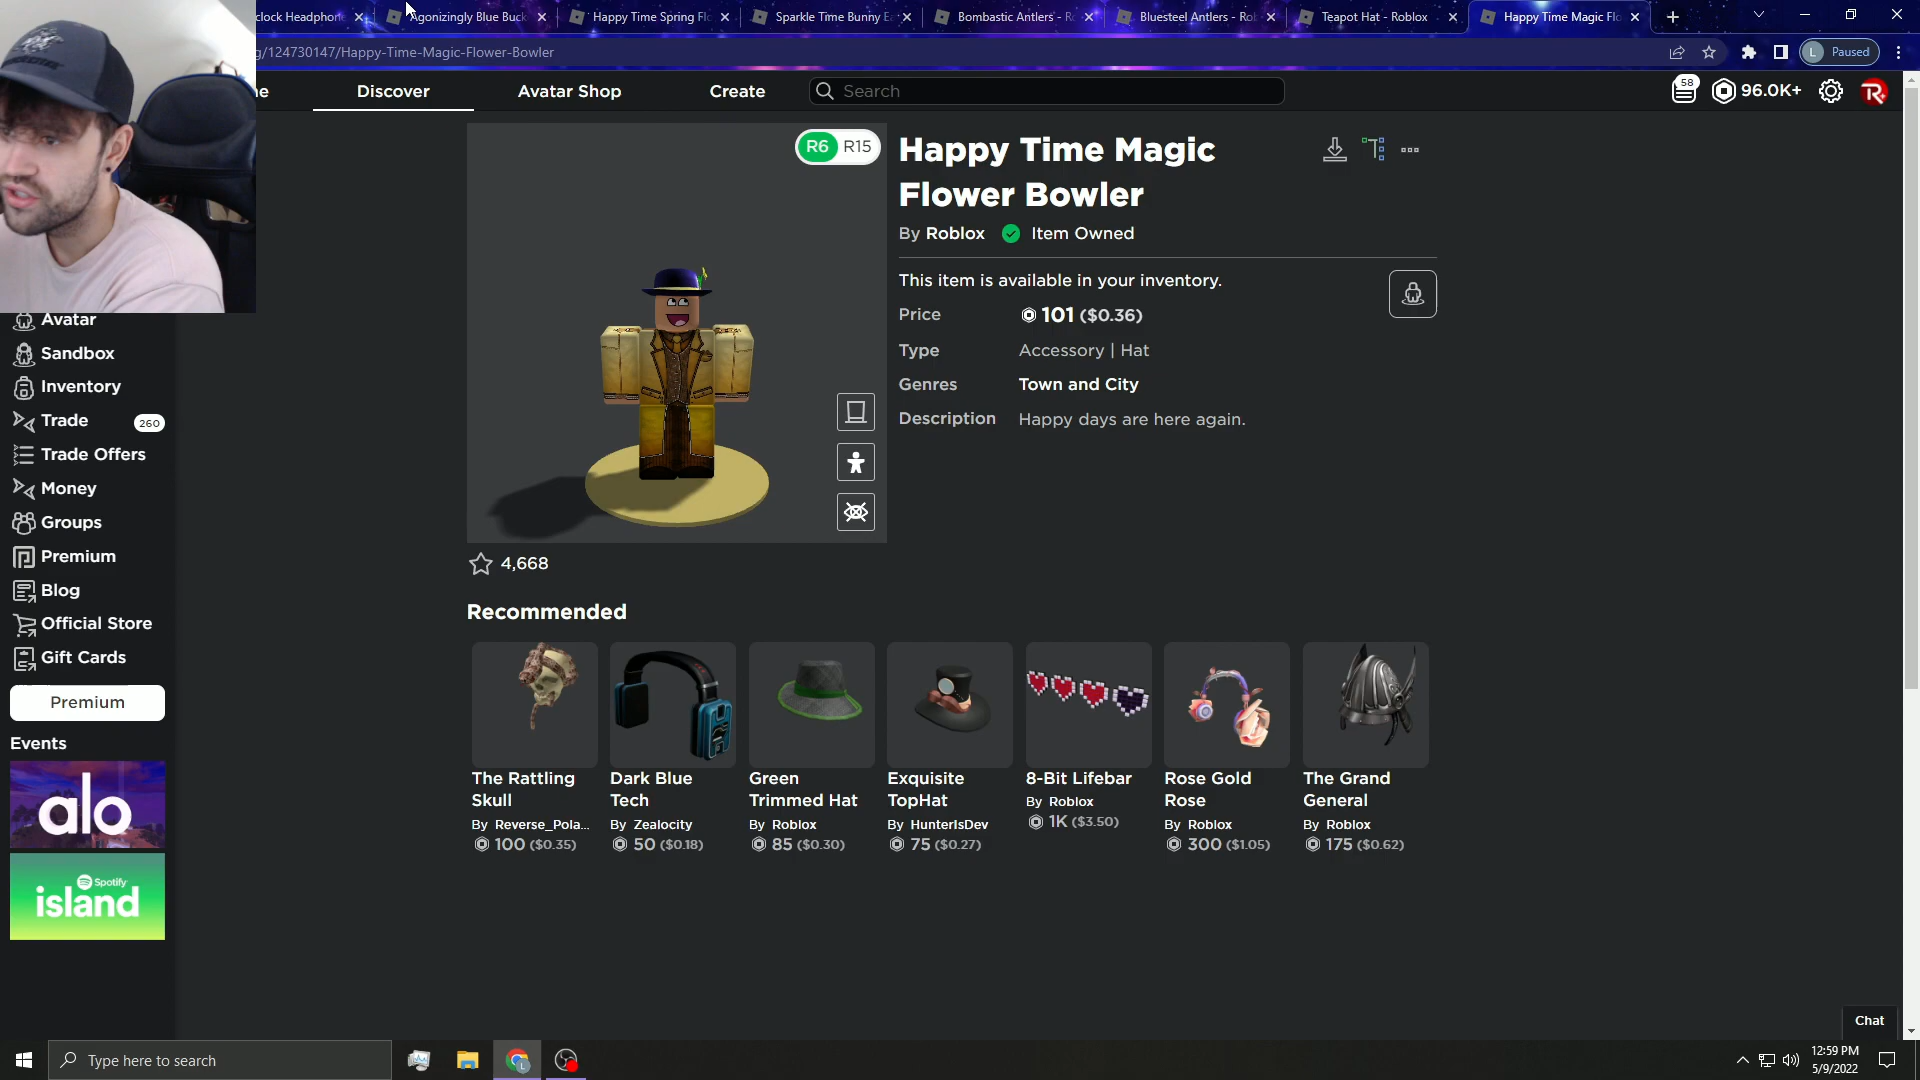 clock Headphone
Agonizingly Blue Buck
Happy Time Spring Fl
Sparkle Time Bunny Ea
Bombastic Antlers - Ro
Bluesteel Antlers - Rob
Teapot Hat - Roblox
Happy Time Magic Flo
g/124730147/Happy-Time-Magic-Flower-Bowler
L Paused
me
Discover
Avatar Shop
Create
Search
58
96.0K+
R6 R15
Happy Time Magic
Flower Bowler
By Roblox Item Owned
This item is available in your inventory.
Price 101 ($0.36)
Type Accessory | Hat
Genres Town and City
Description Happy days are here again.
4,668
Avatar
Sandbox
Inventory
Trade 260
Trade Offers
Money
Groups
Premium
Blog
Official Store
Gift Cards
Premium
Events
alo
Spotify
island
Recommended
The Rattling
Skull
By Reverse_Pola...
100 ($0.35)
Dark Blue
Tech
By Zealocity
50 ($0.18)
Green
Trimmed Hat
By Roblox
85 ($0.30)
Exquisite
TopHat
By HunterIsDev
75 ($0.27)
8-Bit Lifebar
By Roblox
1K ($3.50)
Rose Gold
Rose
By Roblox
300 ($1.05)
The Grand
General
By Roblox
175 ($0.62)
Chat
Type here to search
12:59 PM
5/9/2022